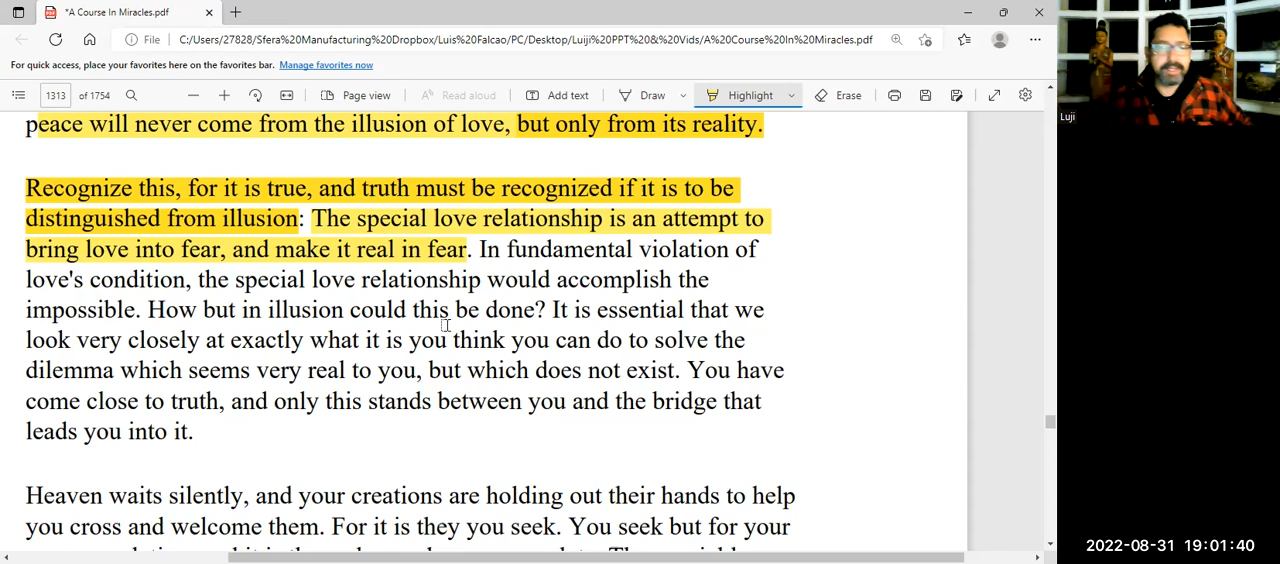 *A Course In Miracles.pdf
File C:/Users/27828/Sfera%20Manufacturing%20Dropbox/Luis%20Falcao/PC/Desktop/Luiji%20PPT%20&%20Vids/A%20Course%20In%20Miracles.pdf
For quick access, place your favorites here on the favorites bar. Manage favorites now
1313 of 1754 Page view Read aloud Add text Draw Highlight Erase
peace will never come from the illusion of love, but only from its reality.
Recognize this, for it is true, and truth must be recognized if it is to be
distinguished from illusion: The special love relationship is an attempt to
bring love into fear, and make it real in fear. In fundamental violation of
love's condition, the special love relationship would accomplish the
impossible. How but in illusion could this be done? It is essential that we
look very closely at exactly what it is you think you can do to solve the
dilemma which seems very real to you, but which does not exist. You have
come close to truth, and only this stands between you and the bridge that
leads you into it.
Heaven waits silently, and your creations are holding out their hands to help
you cross and welcome them. For it is they you seek. You seek but for your
Luji
2022-08-31 19:01:40